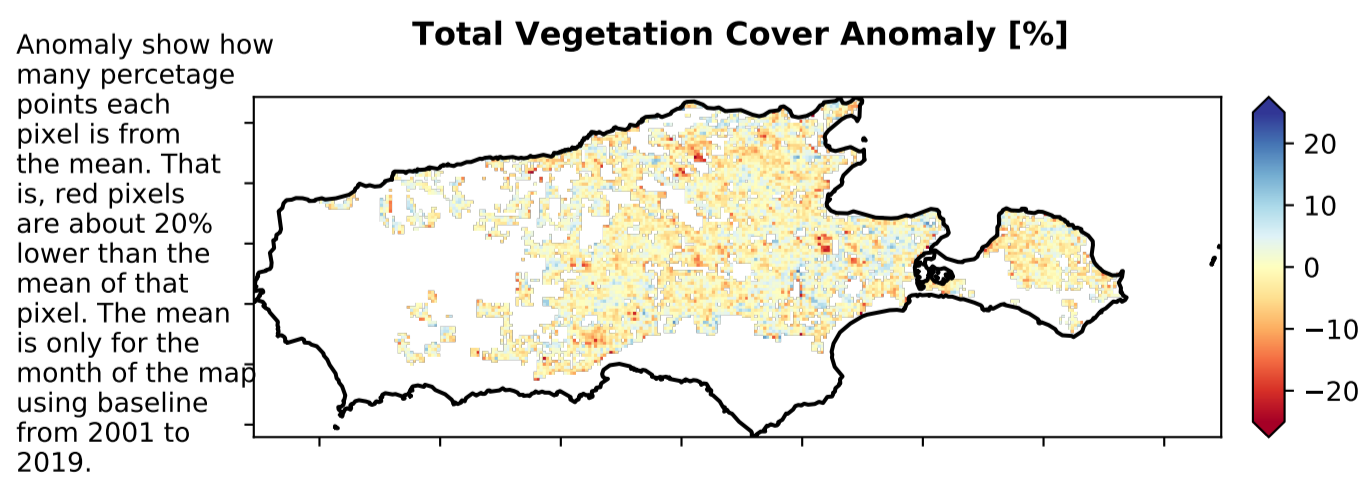 Total Vegetation Cover Anomaly [%]
Anomaly show how
many percetage
points each
pixel is from
the mean. That
is, red pixels
are about 20%
lower than the
mean of that
pixel. The mean
is only for the
month of the map
using baseline
from 2001 to
2019.
20
10
0
−10
−20